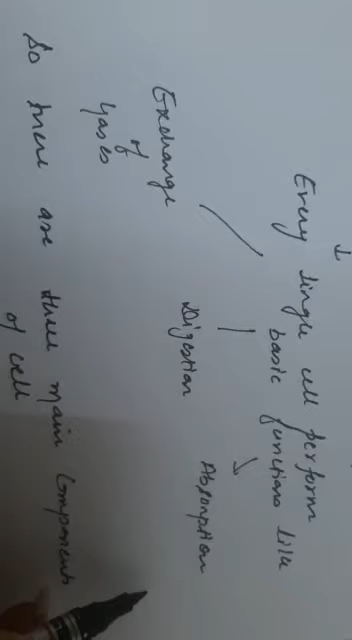 Every single cell perform
basic functions like
Exchange
of
gases
Digestion
Absorption
So there are three main Components
of cell